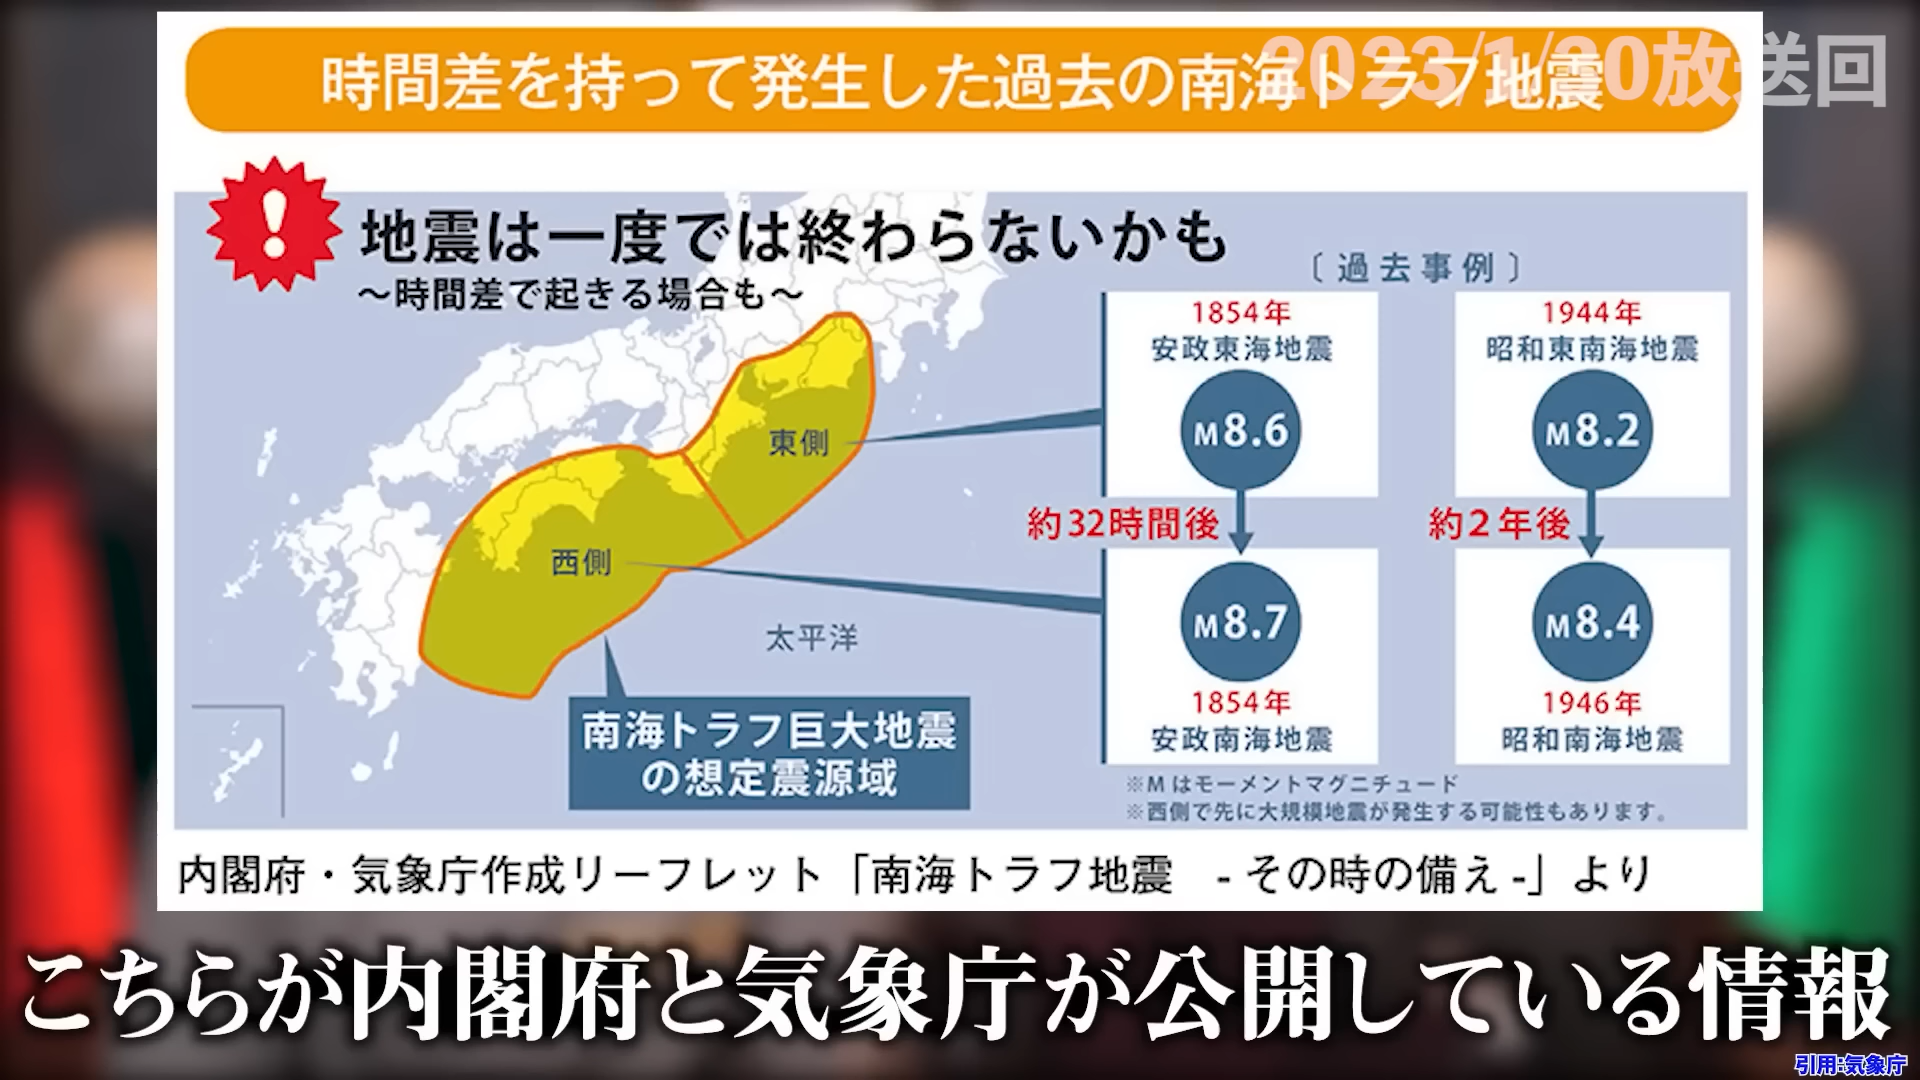 2023/1/20放送回
時間差を持って発生した過去の南海トラフ地震
地震は一度では終わらないかも
～時間差で起きる場合も～
〔過去事例〕
1854年
安政東海地震
M8.6
約32時間後
M8.7
1854年
安政南海地震
1944年
昭和東南海地震
M8.2
約2年後
M8.4
1946年
昭和南海地震
東側
西側
太平洋
南海トラフ巨大地震
の想定震源域
※Mはモーメントマグニチュード
※西側で先に大規模地震が発生する可能性もあります。
内閣府・気象庁作成リーフレット「南海トラフ地震 - その時の備え -」より
こちらが内閣府と気象庁が公開している情報
引用:気象庁